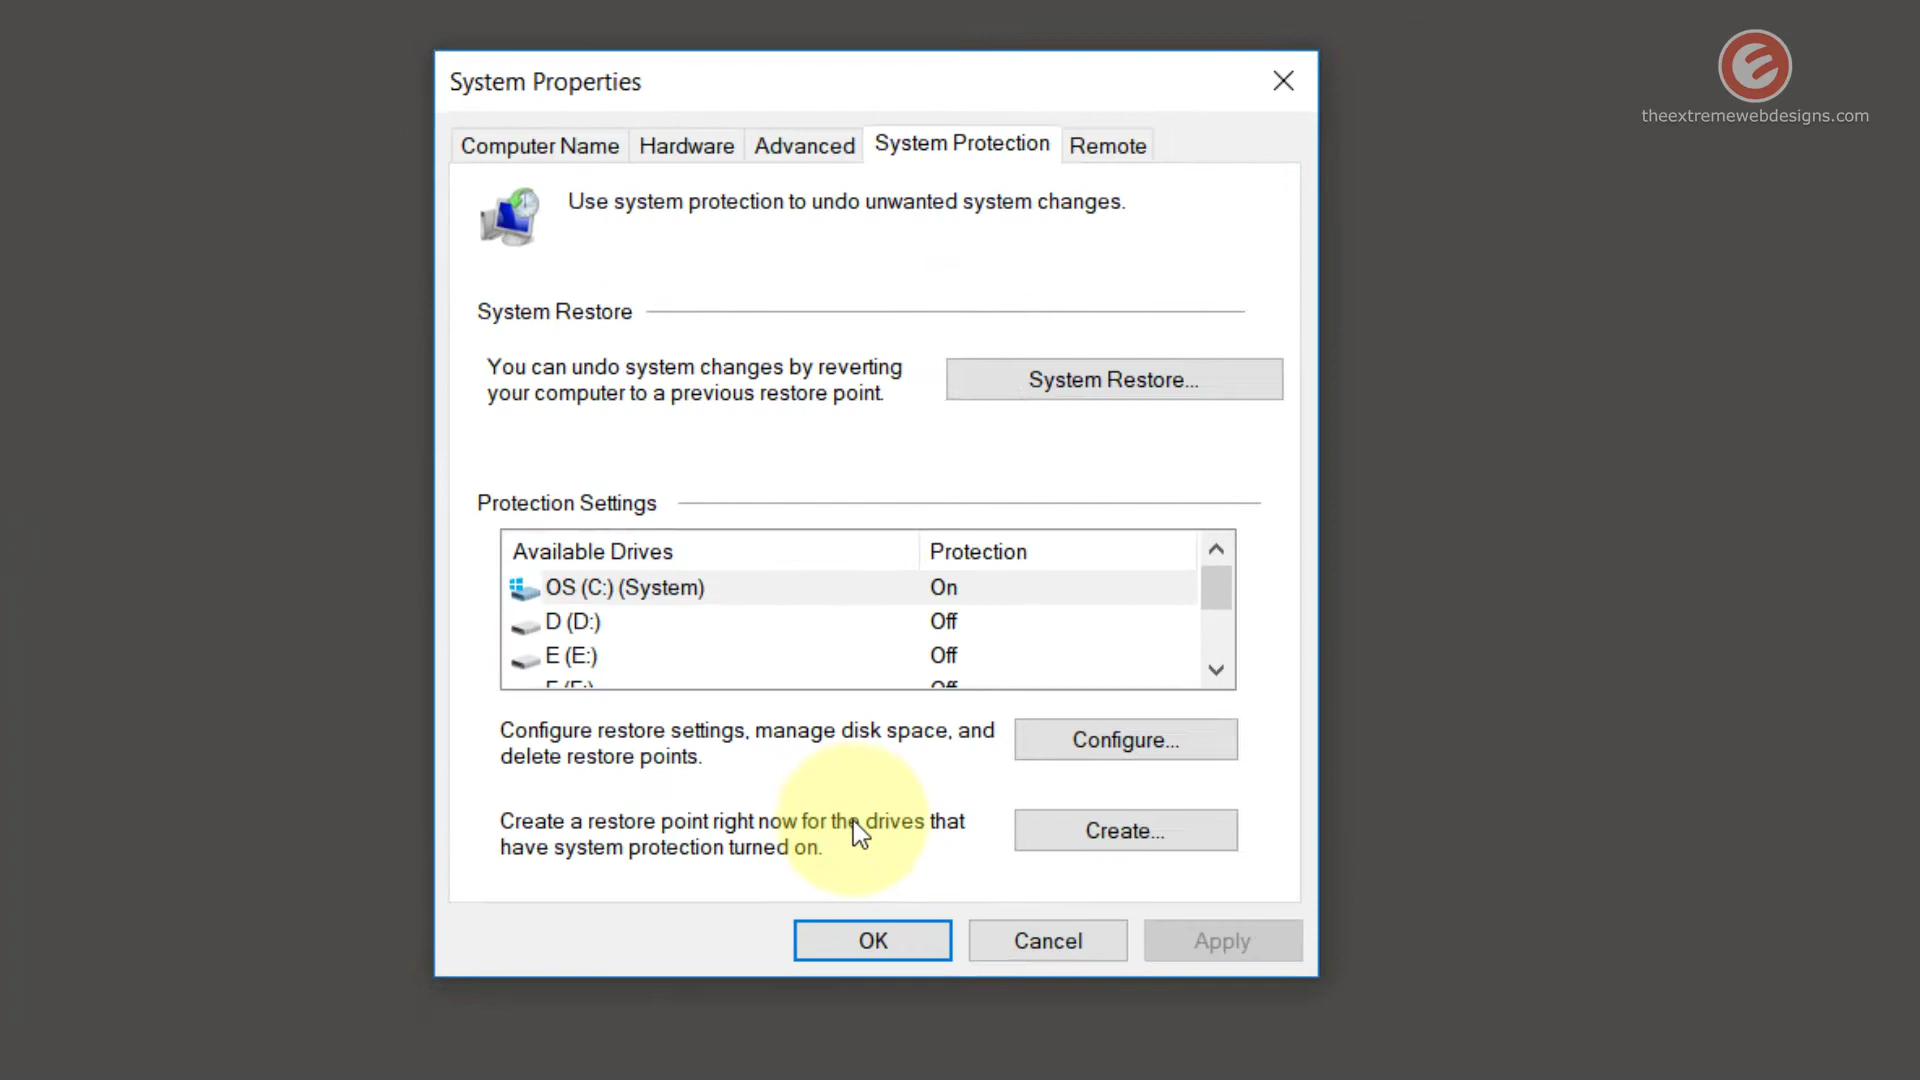 theextremewebdesigns.com
System Properties
Computer Name Hardware Advanced System Protection Remote
Use system protection to undo unwanted system changes.
System Restore
You can undo system changes by reverting
your computer to a previous restore point.
System Restore...
Protection Settings
Available Drives Protection
OS (C:) (System) On
D (D:) Off
E (E:) Off
Configure restore settings, manage disk space, and
delete restore points.
Configure...
Create a restore point right now for the drives that
have system protection turned on.
Create...
OK Cancel Apply